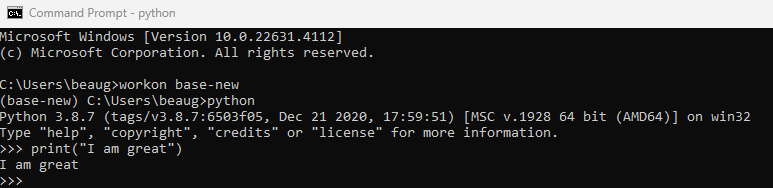 Command Prompt - python
Microsoft Windows [Version 10.0.22631.4112]
(c) Microsoft Corporation. All rights reserved.
C:\Users\beaug>workon base-new
(base-new) C:\Users\beaug>python
Python 3.8.7 (tags/v3.8.7:6503f05, Dec 21 2020, 17:59:51) [MSC v.1928 64 bit (AMD64)] on win32
Type "help", "copyright", "credits" or "license" for more information.
>>> print("I am great")
I am great
>>>